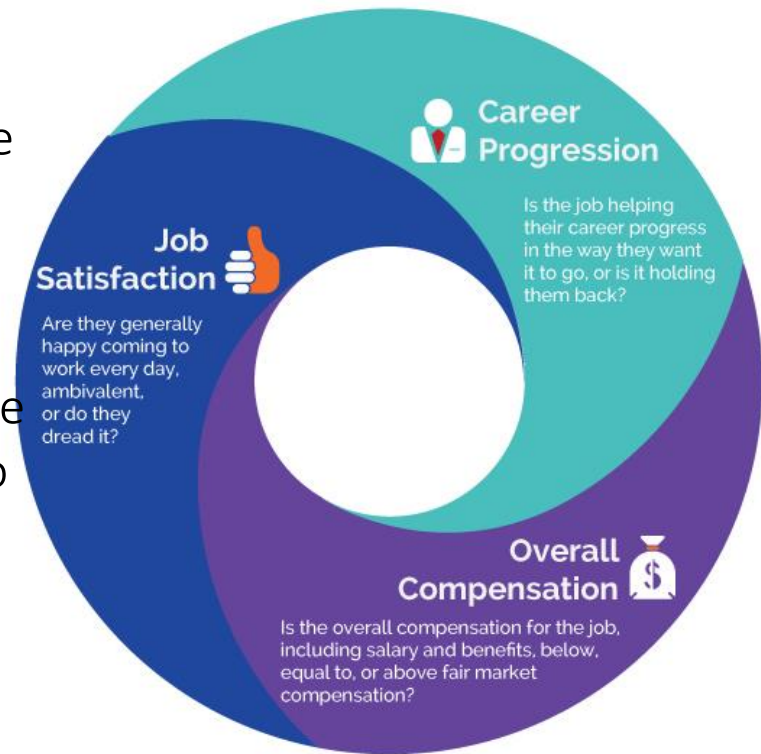 e
Career
Progression
Is the job helping
their career progress
in the way they want
it to go, or is it holding
them back?
Job
Satisfaction
Are they generally
happy coming to
work every day,
ambivalent,
or do they
dread it?
e
Overall
Compensation
$
Is the overall compensation for the job,
including salary and benefits, below,
equal to, or above fair market
compensation?